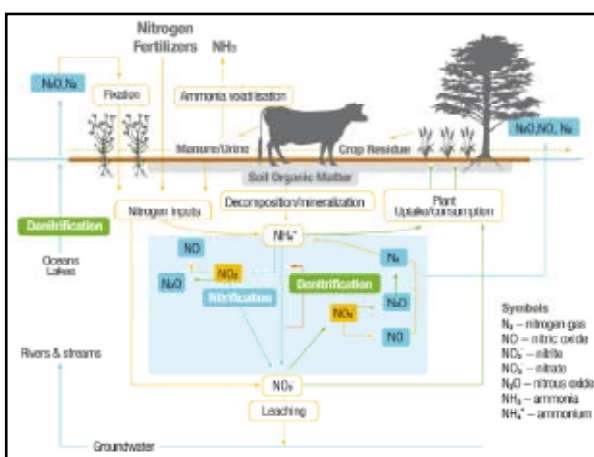 Nitrogen
Fertilizers
NH₃
N₂O, N₂
Fixation
Ammonia volatilisation
N₂O, NO, N₂
Manure/Urine
Crop Residue
Soil Organic Matter
Nitrogen inputs
Decomposition/mineralization
Plant
Uptake/consumption
Denitrification
NH₄⁺
Oceans
Lakes
NO
N₂O
NO₂⁻
Nitrification
Denitrification
N₂
N₂O
NO₂⁻
NO
Rivers & streams
NO₃⁻
Leaching
Groundwater
Symbols
N₂ – nitrogen gas
NO – nitric oxide
NO₂⁻ – nitrite
NO₃⁻ – nitrate
N₂O – nitrous oxide
NH₃ – ammonia
NH₄⁺ – ammonium